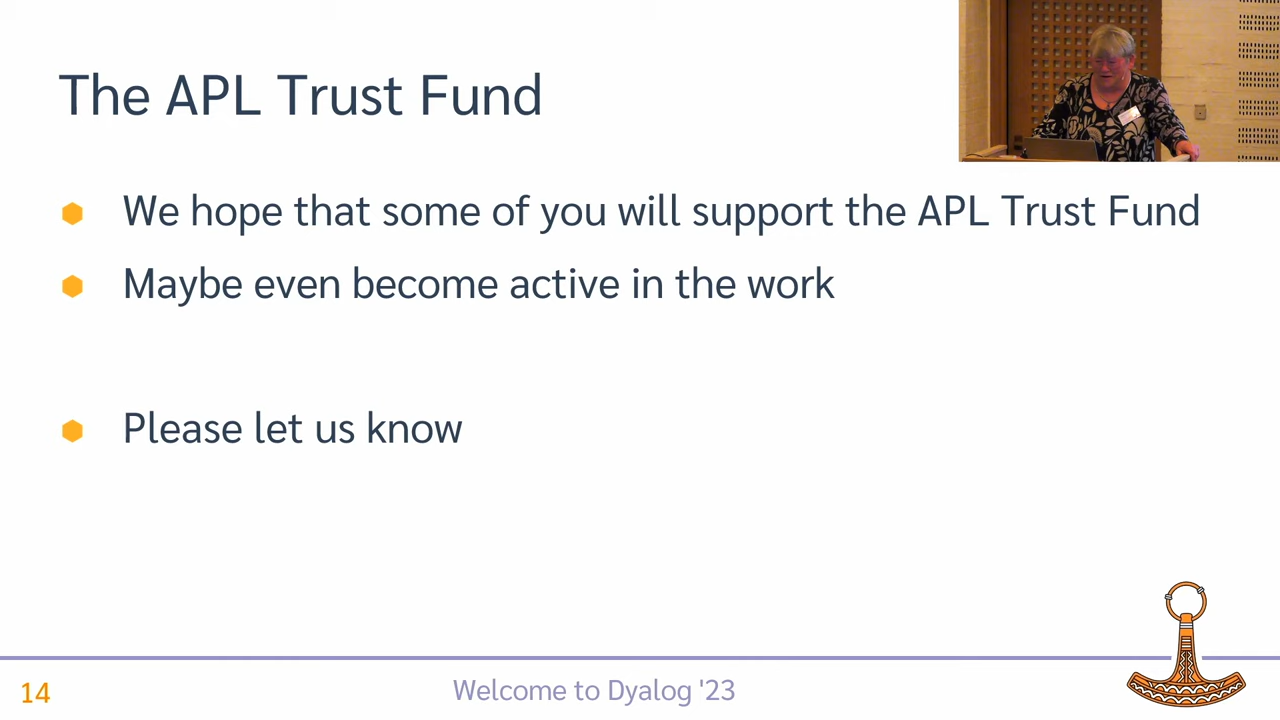 The APL Trust Fund
We hope that some of you will support the APL Trust Fund
Maybe even become active in the work
Please let us know
14
Welcome to Dyalog '23